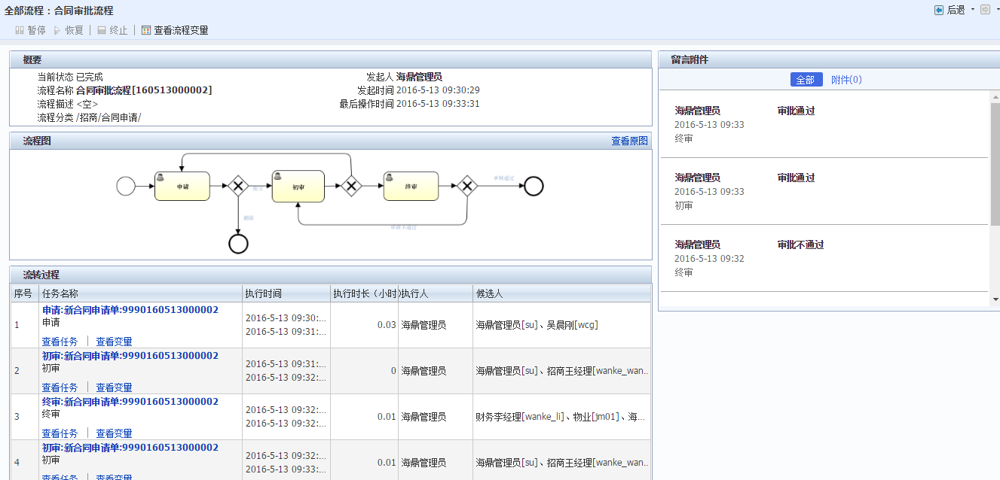 全部流程：合同审批流程
后退
暂停 恢复 终止 查看流程变量
概要
当前状态 已完成
流程名称 合同审批流程[160513000002]
流程描述 <空>
流程分类 /招商/合同申请/
发起人 海鼎管理员
发起时间 2016-5-13 09:30:29
最后操作时间 2016-5-13 09:33:31
流程图 查看原图
申请
提交
初审
终审
审核通过
删除
审核不通过
流转过程
序号 任务名称 执行时间 执行时长（小时） 执行人 候选人
1
申请:新合同申请单:9990160513000002
申请
查看任务 查看变量
2016-5-13 09:30:...
2016-5-13 09:31:...
0.03 海鼎管理员 海鼎管理员[su]、吴晨刚[wcg]
2
初审:新合同申请单:9990160513000002
初审
查看任务 查看变量
2016-5-13 09:31:...
2016-5-13 09:32:...
0 海鼎管理员 海鼎管理员[su]、招商王经理[wanke_wan...
3
终审:新合同申请单:9990160513000002
终审
查看任务 查看变量
2016-5-13 09:32:...
2016-5-13 09:32:...
0.01 海鼎管理员 财务李经理[wanke_li]、物业[jm01]、海...
4
初审:新合同申请单:9990160513000002
初审
查看任务 查看变量
2016-5-13 09:32:...
2016-5-13 09:33:...
0.01 海鼎管理员 海鼎管理员[su]、招商王经理[wanke_wan...
留言附件
全部 附件(0)
海鼎管理员 审批通过
2016-5-13 09:33
终审
海鼎管理员 审批通过
2016-5-13 09:33
初审
海鼎管理员 审批不通过
2016-5-13 09:32
终审